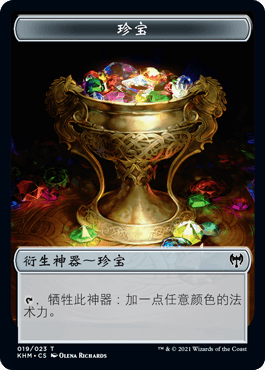 珍宝
衍生神器～珍宝
，牺牲此神器：加一点任意颜色的法
术力。
019/023 T
KHM • CS Olena Richards
™ & © 2021 Wizards of the Coast